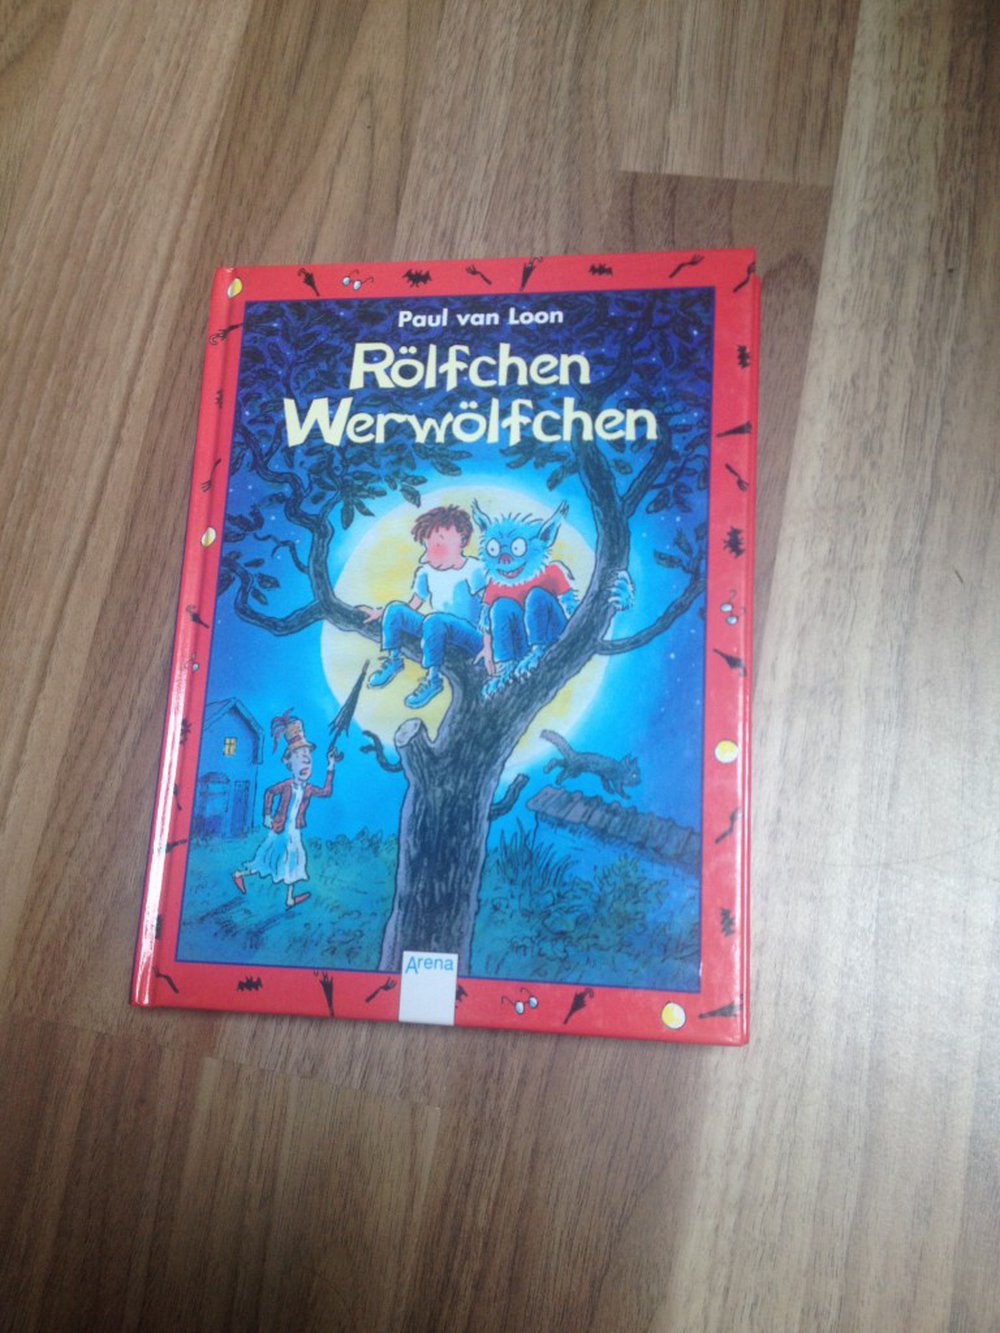 Paul van Loon
Rölfchen
Werwölfchen
Arena